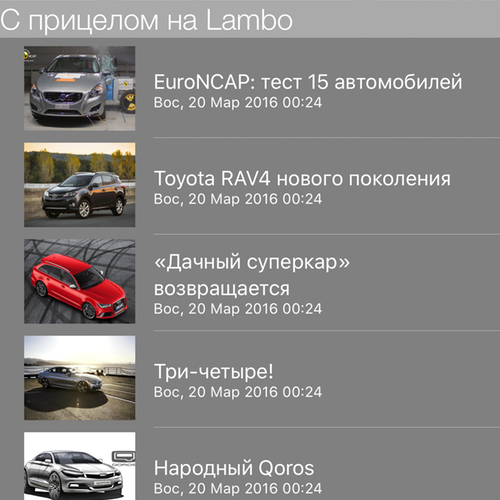 С прицелом на Lambo
EuroNCAP: тест 15 автомобилей
Вос, 20 Мар 2016 00:24
Toyota RAV4 нового поколения
Вос, 20 Мар 2016 00:24
«Дачный суперкар»
возвращается
Вос, 20 Мар 2016 00:24
Три-четыре!
Вос, 20 Мар 2016 00:24
Народный Qoros
Вос, 20 Мар 2016 00:24